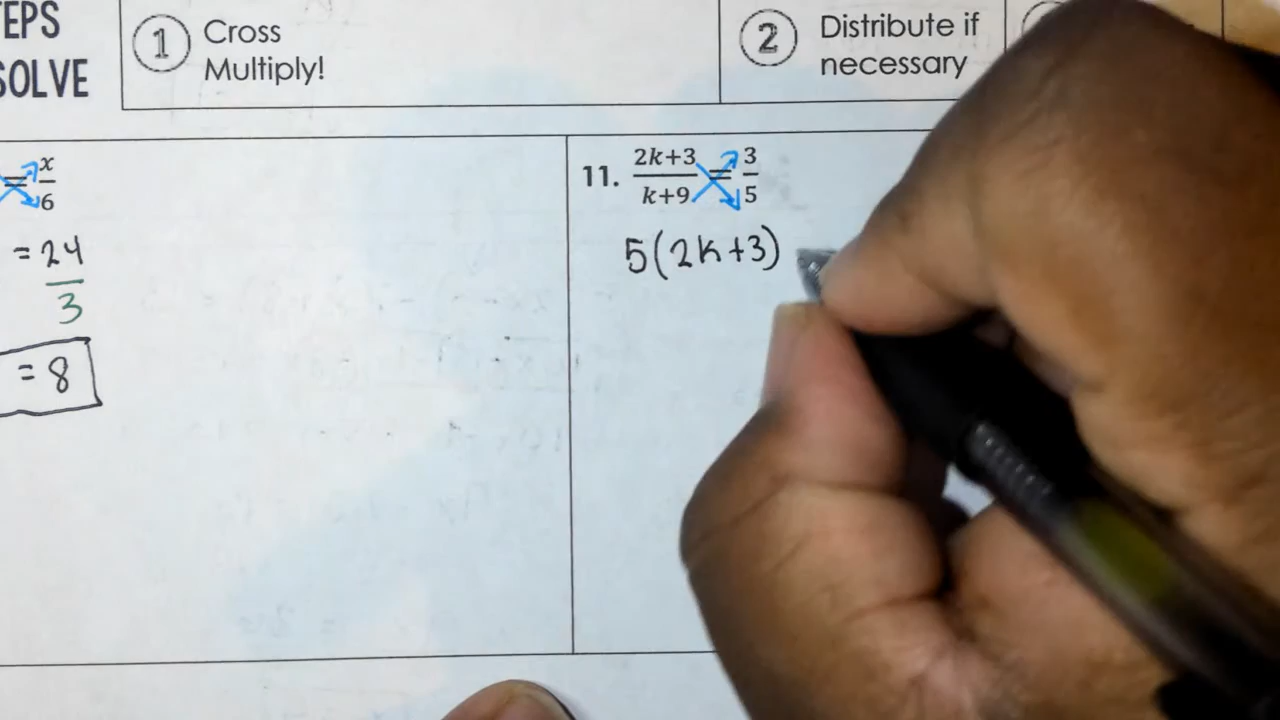 EPS
SOLVE
1 Cross
Multiply!
2 Distribute if
necessary
= x/6
= 24/3
= 8
11. 2k+3/k+9 = 3/5
5(2k+3)